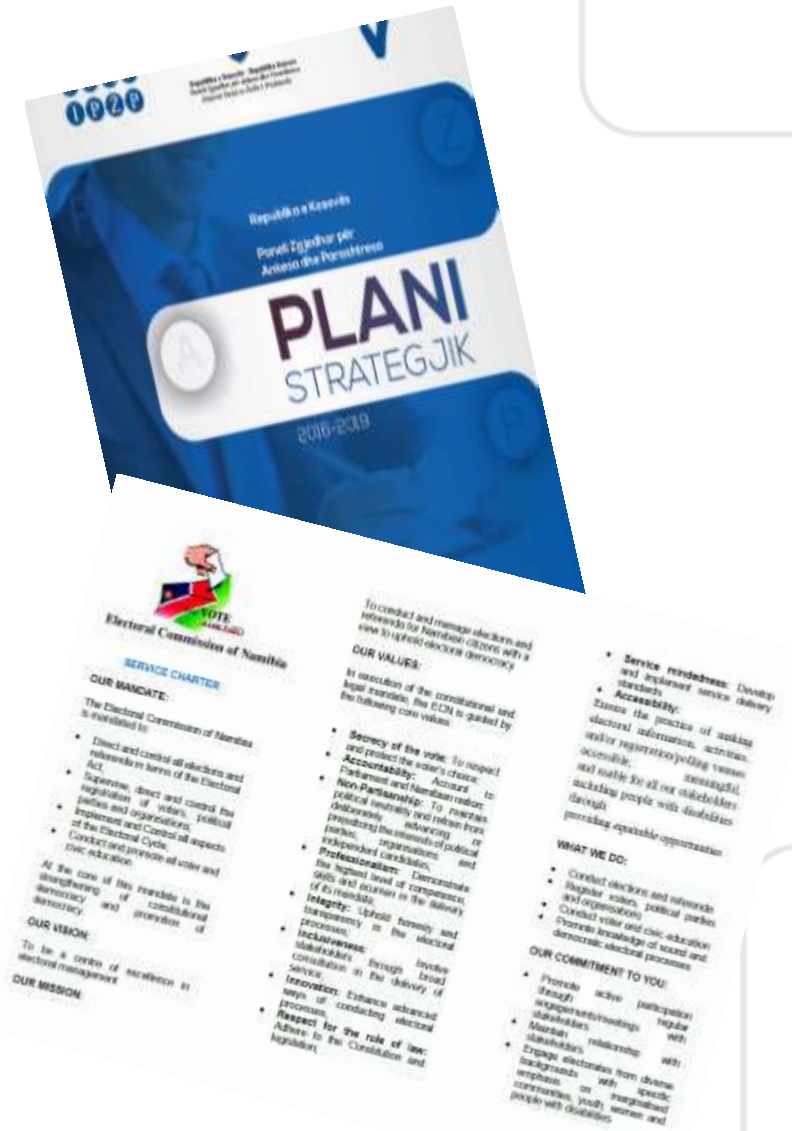 IPZP
Republika e Kosovës
Paneli Zgjedhor për
Ankesa dhe Parashtresa
PLANI
STRATEGJIK
2016-2019
VOTE
Electoral Commission of Namibia
SERVICE CHARTER
OUR MANDATE:
The Electoral Commission of Namibia
is mandated to:
• Direct and control all elections and
referenda in terms of the Electoral
Act,
• Supervise, direct and control the
registration of voters, political
parties and organisations;
• Implement and Control all aspects
of the Electoral Cycle;
• Conduct and promote all voter and
civic education.
At the core of this mandate is the
strengthening of constitutional
democracy and promotion of
democracy.
OUR VISION:
To be a centre of excellence in
electoral management
OUR MISSION:
To conduct and manage elections and
referenda for Namibian citizens with a
view to uphold electoral democracy
OUR VALUES:
In execution of the constitutional and
legal mandate, the ECN is guided by
the following core values:
• Secrecy of the vote: To respect
and protect the voter's choice;
• Accountability: Account to
Parliament and Namibian nation;
• Non-Partisanship: To maintain
political neutrality and refrain from
deliberately advancing or
prejudicing the interests of political
parties, organisations and
independent candidates;
• Professionalism: Demonstrate
the highest level of competence,
skills and acumen in the delivery
of its mandate;
• Integrity: Uphold honesty and
transparency in the electoral
processes;
• Inclusiveness: Involve
stakeholders through broad
consultation in the delivery of
service;
• Innovation: Enhance advanced
ways of conducting electoral
processes;
• Respect for the rule of law:
Adhere to the Constitution and
legislation;
• Service mindedness: Develop
and implement service delivery
standards
• Accessibility:
Ensure the practice of making
electoral information, activities,
and/or registration/polling venues
accessible, meaningful,
and usable for all our stakeholders
including people with disabilities
through
providing equitable opportunities
WHAT WE DO:
• Conduct elections and referenda
• Register voters, political parties
and organisations
• Conduct voter and civic education
• Promote knowledge of sound and
democratic electoral processes
OUR COMMITMENT TO YOU:
• Promote active participation
through regular
engagements/meetings with
stakeholders
• Maintain relationship with
stakeholders
• Engage electorates from diverse
backgrounds with specific
emphasis on marginalised
communities, youth, women and
people with disabilities